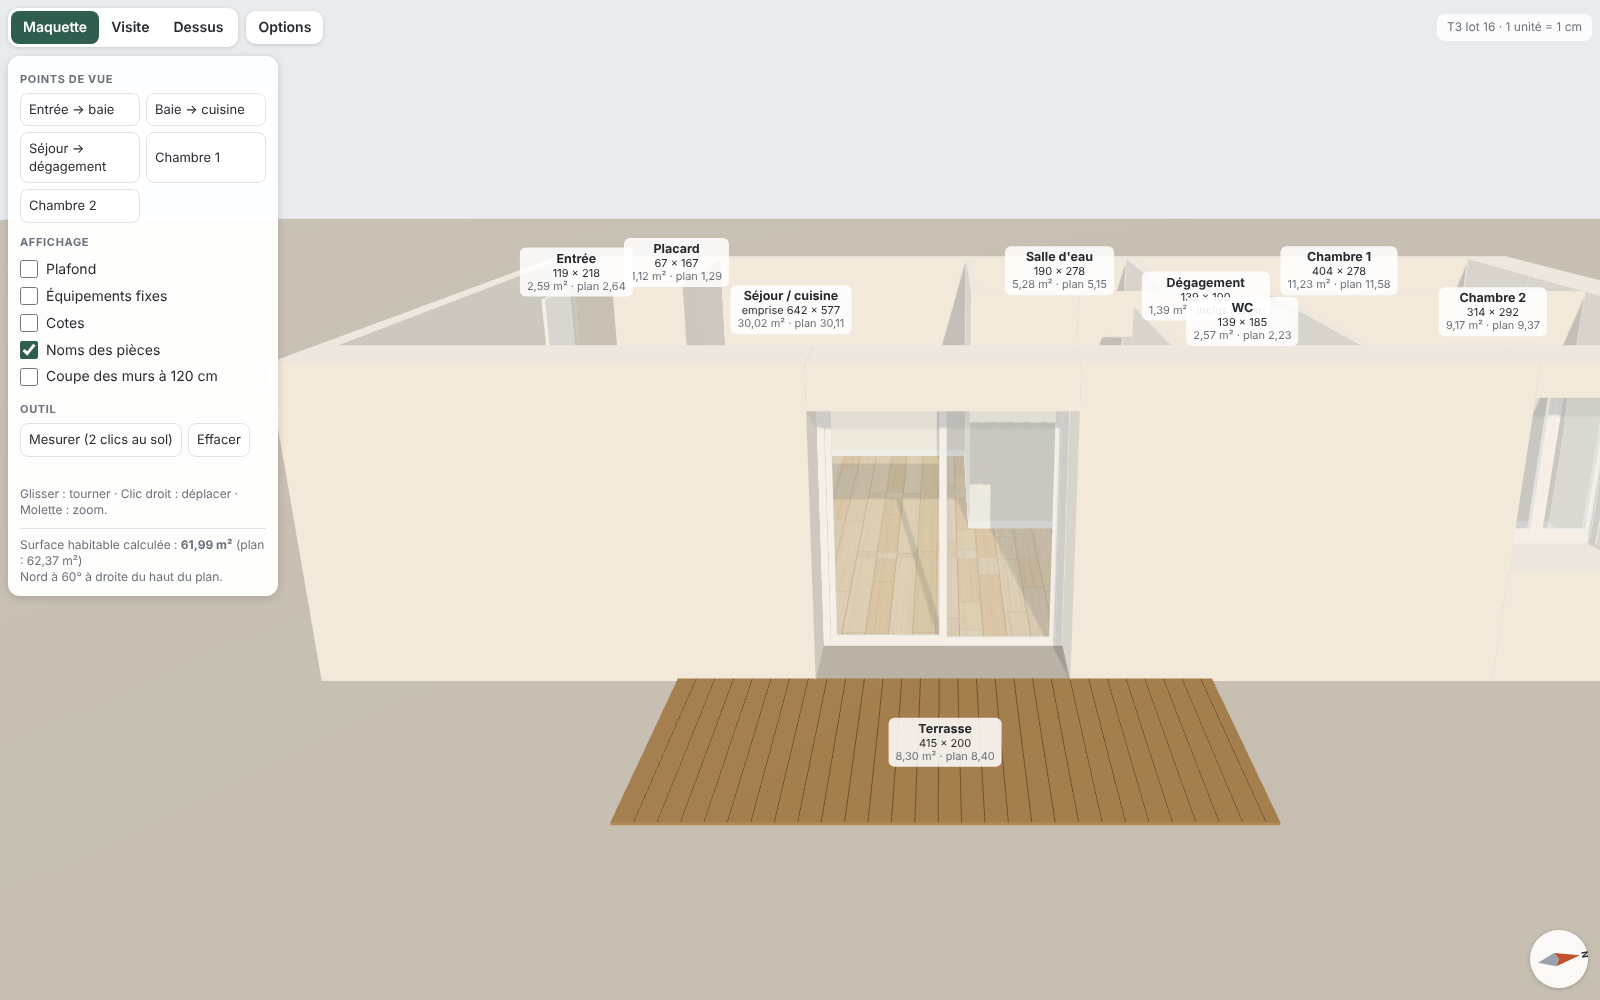 Maquette
Visite
Dessus
Options
T3 lot 16 · 1 unité = 1 cm
POINTS DE VUE
Entrée → baie
Baie → cuisine
Séjour →
dégagement
Chambre 1
Chambre 2
AFFICHAGE
Plafond
Équipements fixes
Cotes
Noms des pièces
Coupe des murs à 120 cm
OUTIL
Mesurer (2 clics au sol)
Effacer
Glisser : tourner · Clic droit : déplacer ·
Molette : zoom.
Surface habitable calculée : 61,99 m² (plan
: 62,37 m²)
Nord à 60° à droite du haut du plan.
Entrée
119 × 218
2,59 m² · plan 2,64
Placard
67 × 167
1,12 m² · plan 1,29
Séjour / cuisine
emprise 642 × 577
30,02 m² · plan 30,11
Salle d'eau
190 × 278
5,28 m² · plan 5,15
Dégagement
139 × 100
1,39 m² · inclus
WC
139 × 185
2,57 m² · plan 2,23
Chambre 1
404 × 278
11,23 m² · plan 11,58
Chambre 2
314 × 292
9,17 m² · plan 9,37
Terrasse
415 × 200
8,30 m² · plan 8,40
N